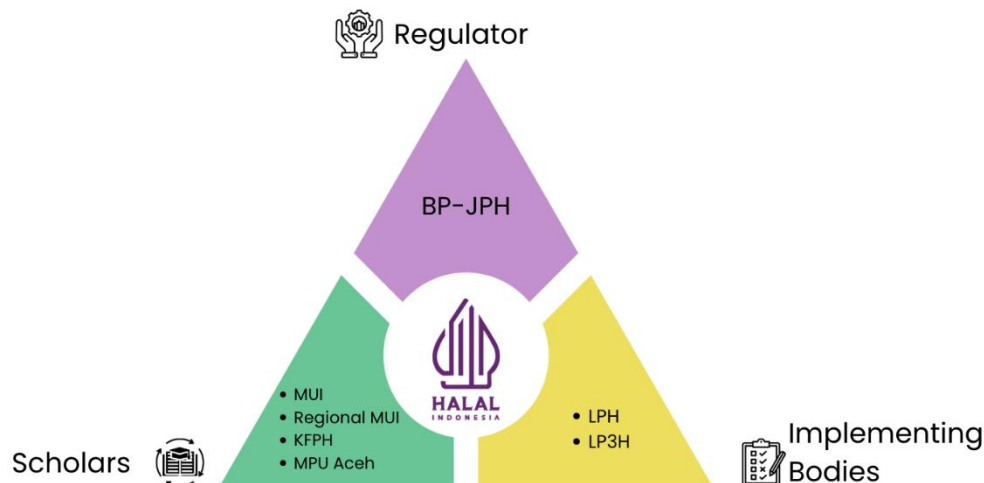 Regulator
BP-JPH
HALAL
INDONESIA
• MUI
• Regional MUI
• KFPH
• MPU Aceh
• LPH
• LP3H
Scholars
Implementing
Bodies